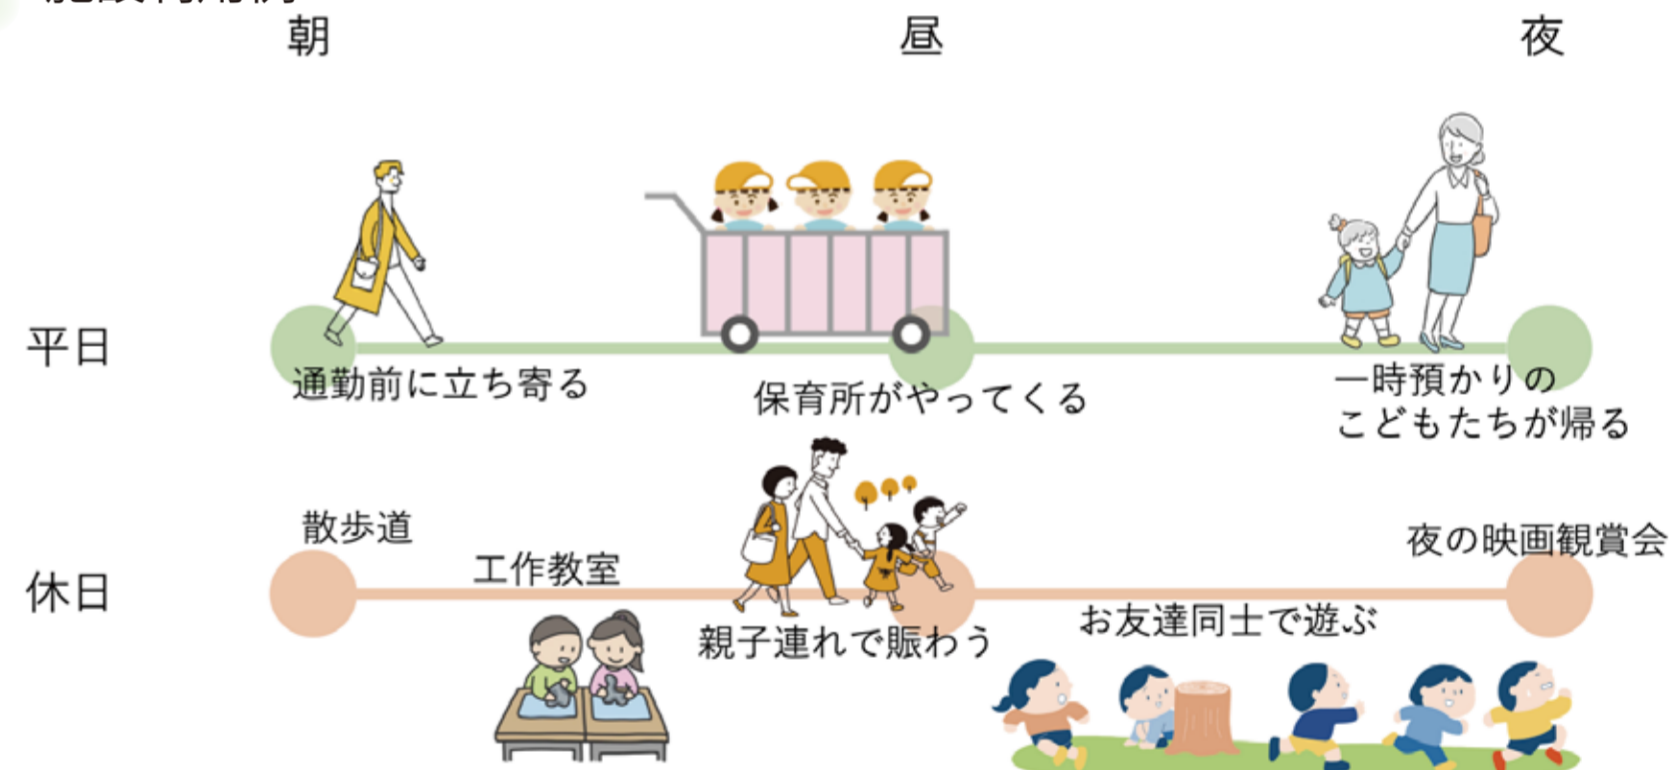 朝
昼
夜
平日
通勤前に立ち寄る
保育所がやってくる
一時預かりの
こどもたちが帰る
休日
散歩道
工作教室
親子連れで賑わう
お友達同士で遊ぶ
夜の映画観賞会